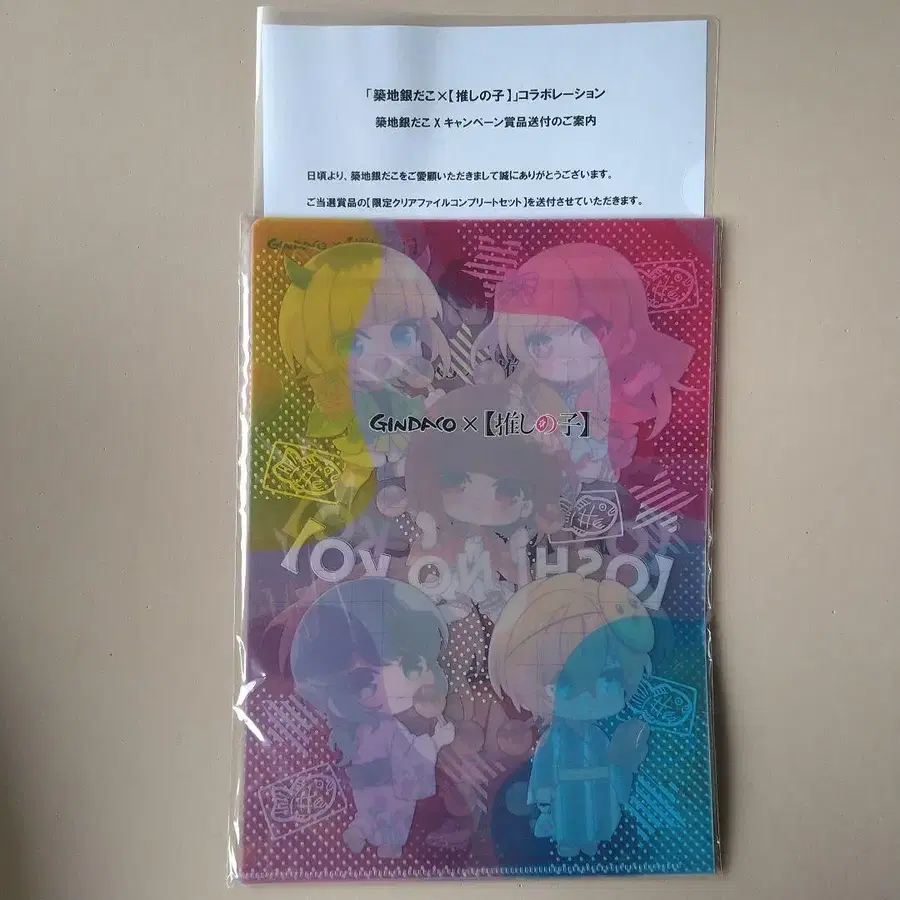 「築地銀だこ×【推しの子】」コラボレーション
築地銀だこ X キャンペーン賞品送付のご案内
日頃より、築地銀だこをご愛顧いただきまして誠にありがとうございます。
ご当選賞品の【限定クリアファイルコンプリートセット】を送付させていただきます。
GINDACO ×
GINDACO ×【推しの子】
【OSHI NO KO】